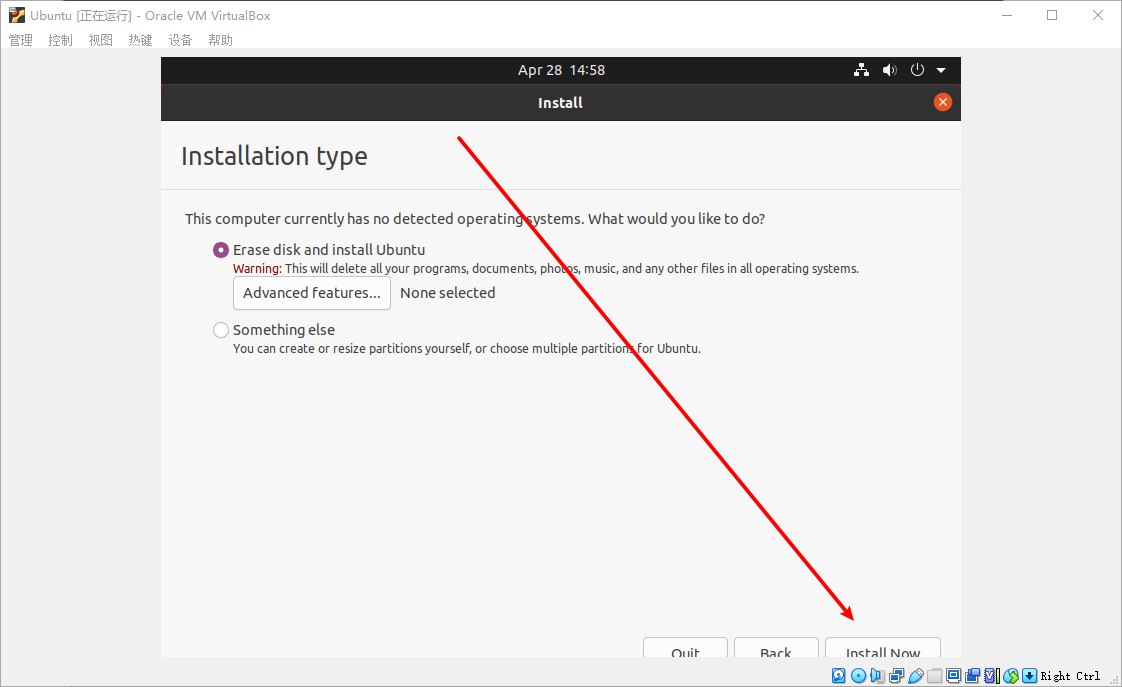 Ubuntu [正在运行] - Oracle VM VirtualBox
管理 控制 视图 热键 设备 帮助
Apr 28 14:58
Install
Installation type
This computer currently has no detected operating systems. What would you like to do?
Erase disk and install Ubuntu
Warning: This will delete all your programs, documents, photos, music, and any other files in all operating systems.
Advanced features... None selected
Something else
You can create or resize partitions yourself, or choose multiple partitions for Ubuntu.
Quit Back Install Now
Right Ctrl